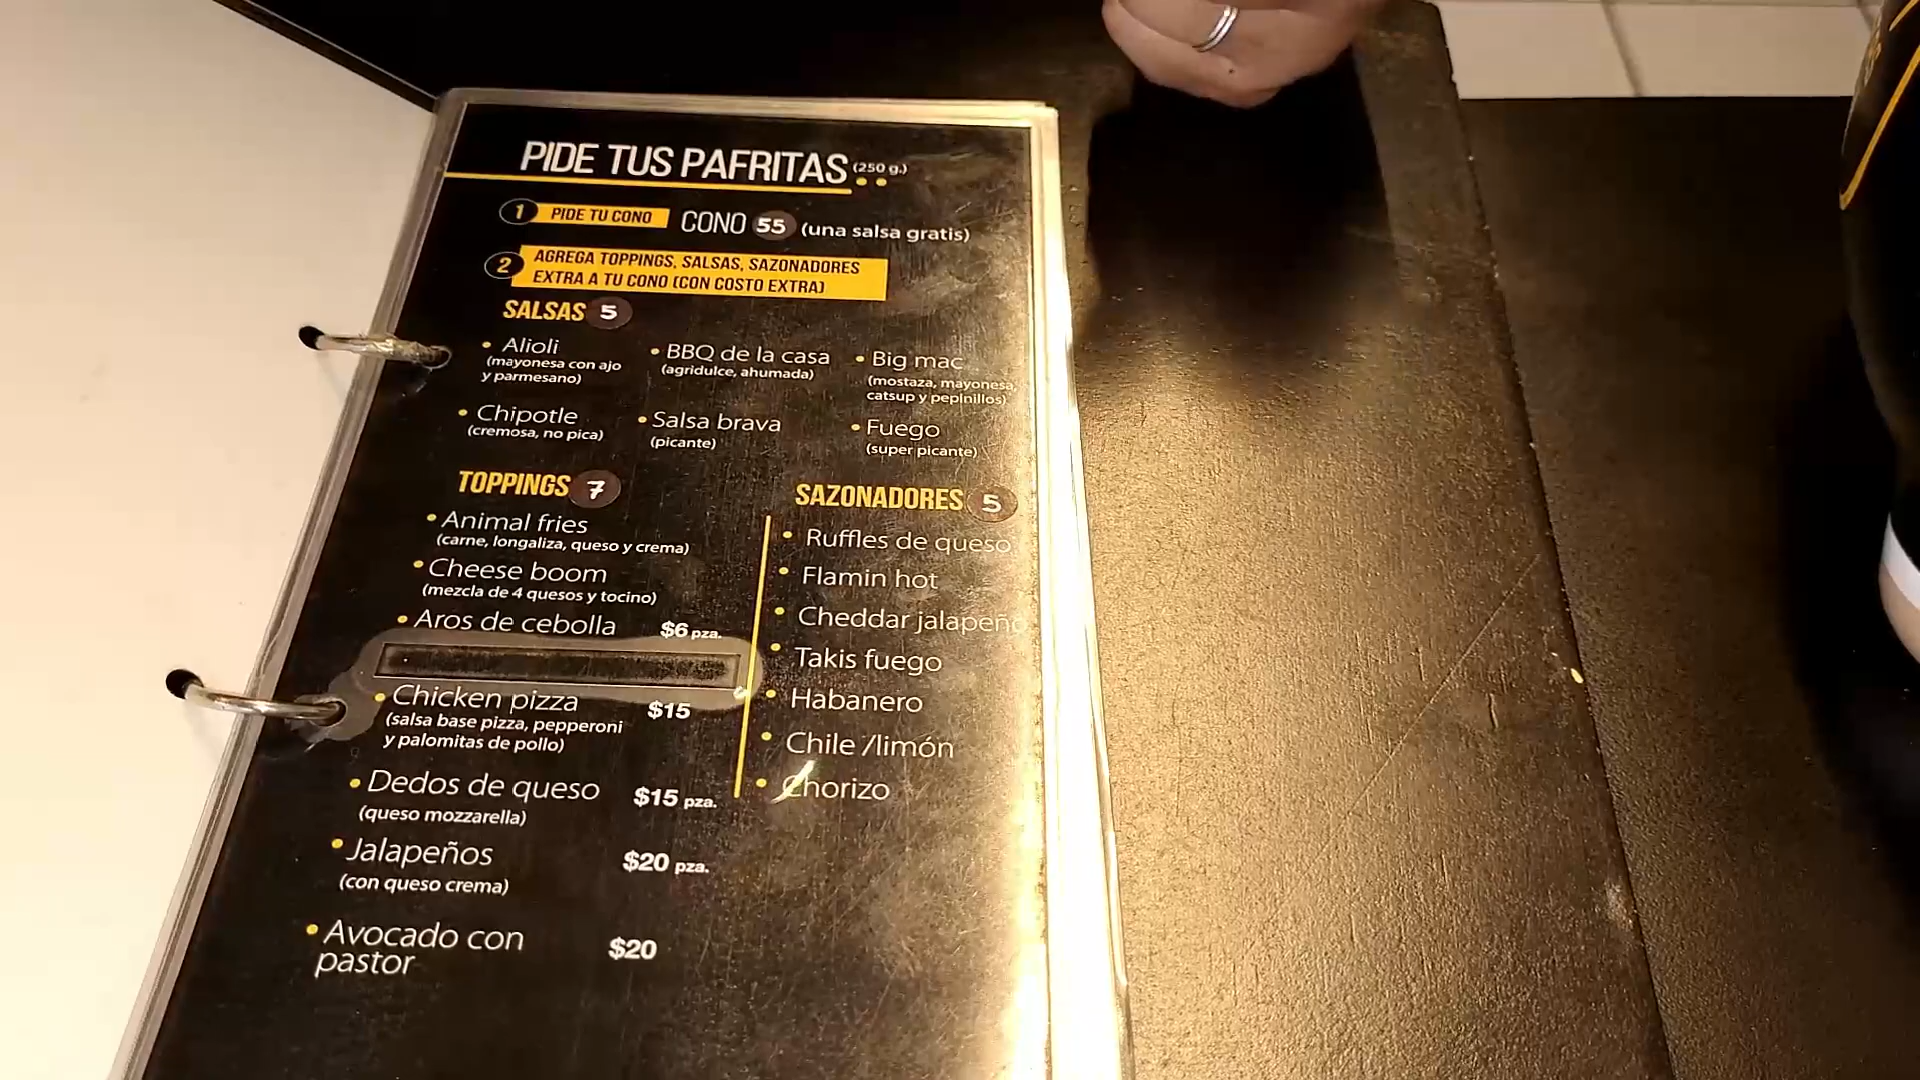 PIDE TUS PAFRITAS (250 g.)
1 PIDE TU CONO CONO 55 (una salsa gratis)
2 AGREGA TOPPINGS, SALSAS, SAZONADORES
EXTRA A TU CONO (CON COSTO EXTRA)
SALSAS 5
• Alioli
(mayonesa con ajo
y parmesano)
• BBQ de la casa
(agridulce, ahumada)
• Big mac
(mostaza, mayonesa,
catsup y pepinillos)
• Chipotle
(cremosa, no pica)
• Salsa brava
(picante)
• Fuego
(super picante)
TOPPINGS 7
• Animal fries
(carne, longaliza, queso y crema)
• Cheese boom
(mezcla de 4 quesos y tocino)
• Aros de cebolla $6 pza.
• Chicken pizza $15
(salsa base pizza, pepperoni
y palomitas de pollo)
• Dedos de queso $15 pza.
(queso mozzarella)
• Jalapeños $20 pza.
(con queso crema)
• Avocado con $20
pastor
SAZONADORES 5
• Ruffles de queso
• Flamin hot
• Cheddar jalapeño
• Takis fuego
• Habanero
• Chile /limón
• Chorizo